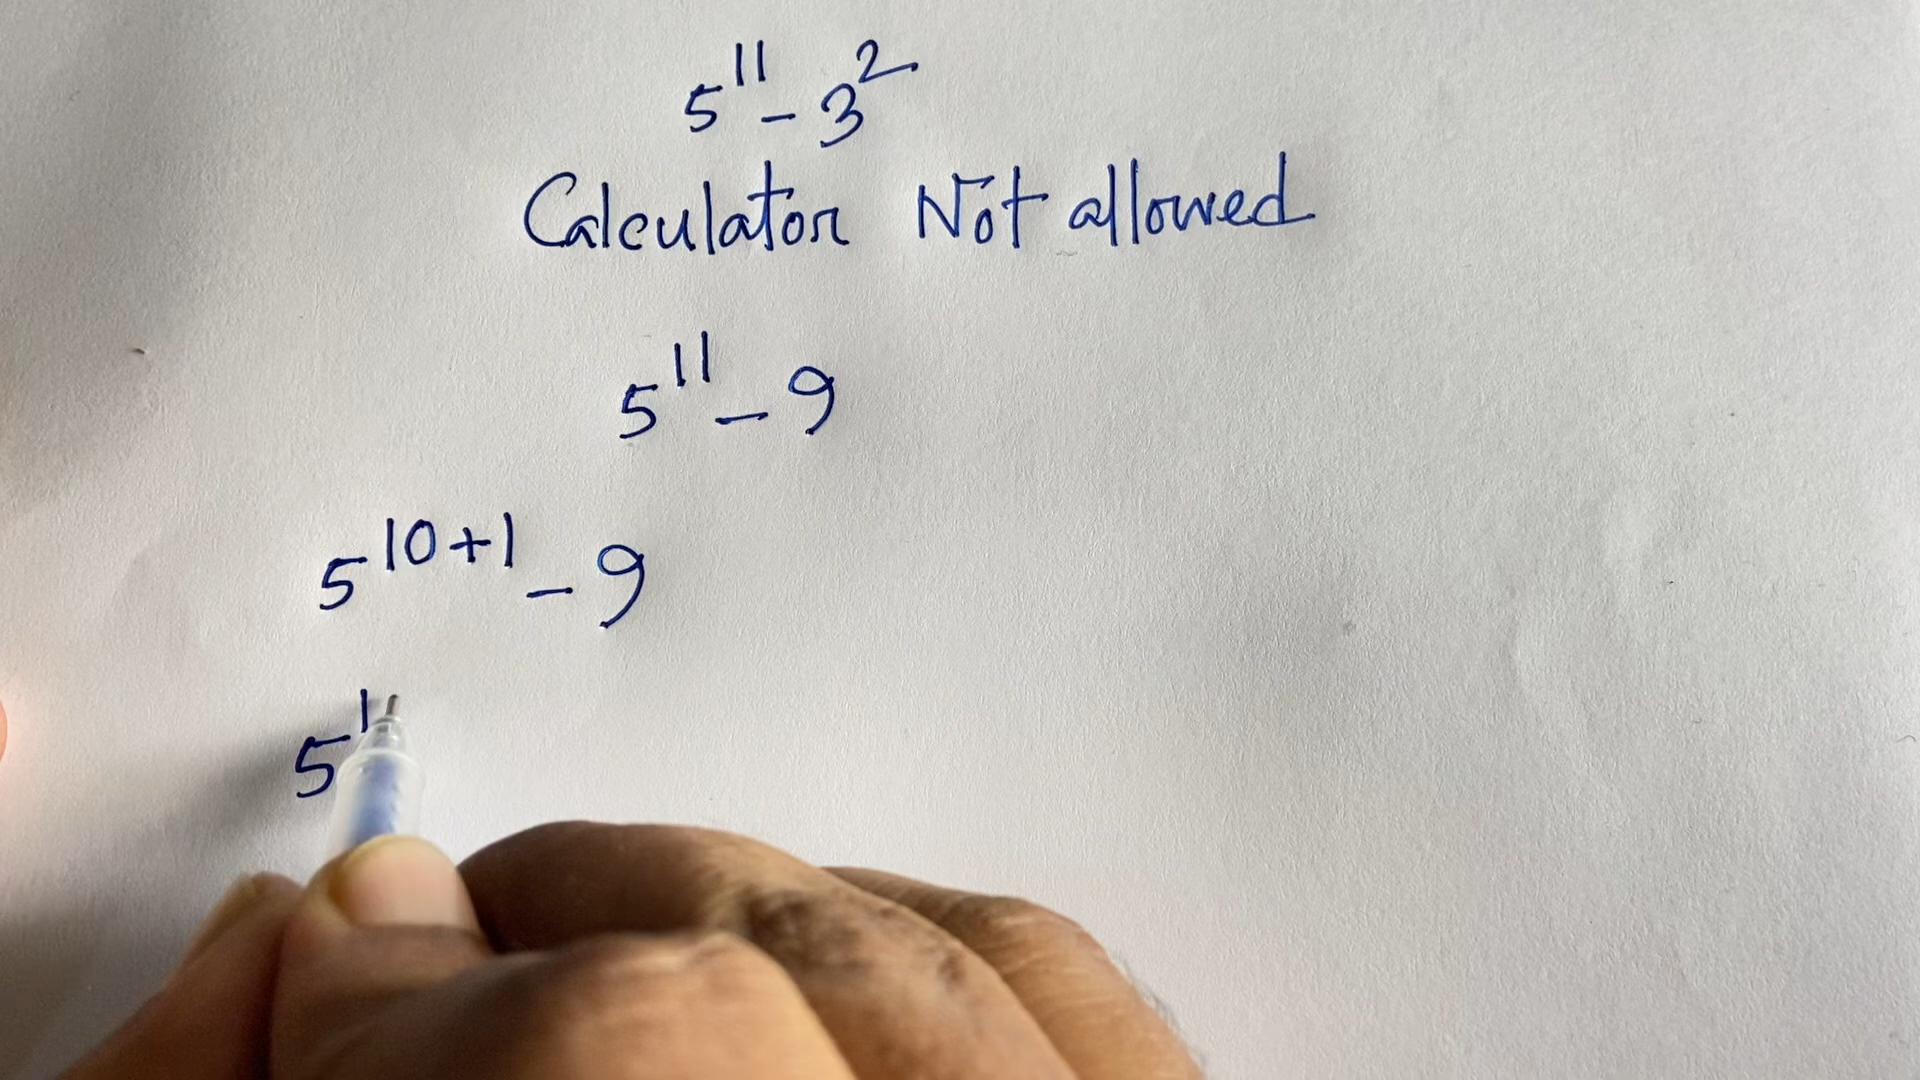 5¹¹ - 3²
Calculator Not allowed
5¹¹ - 9
5¹⁰⁺¹ - 9
5¹